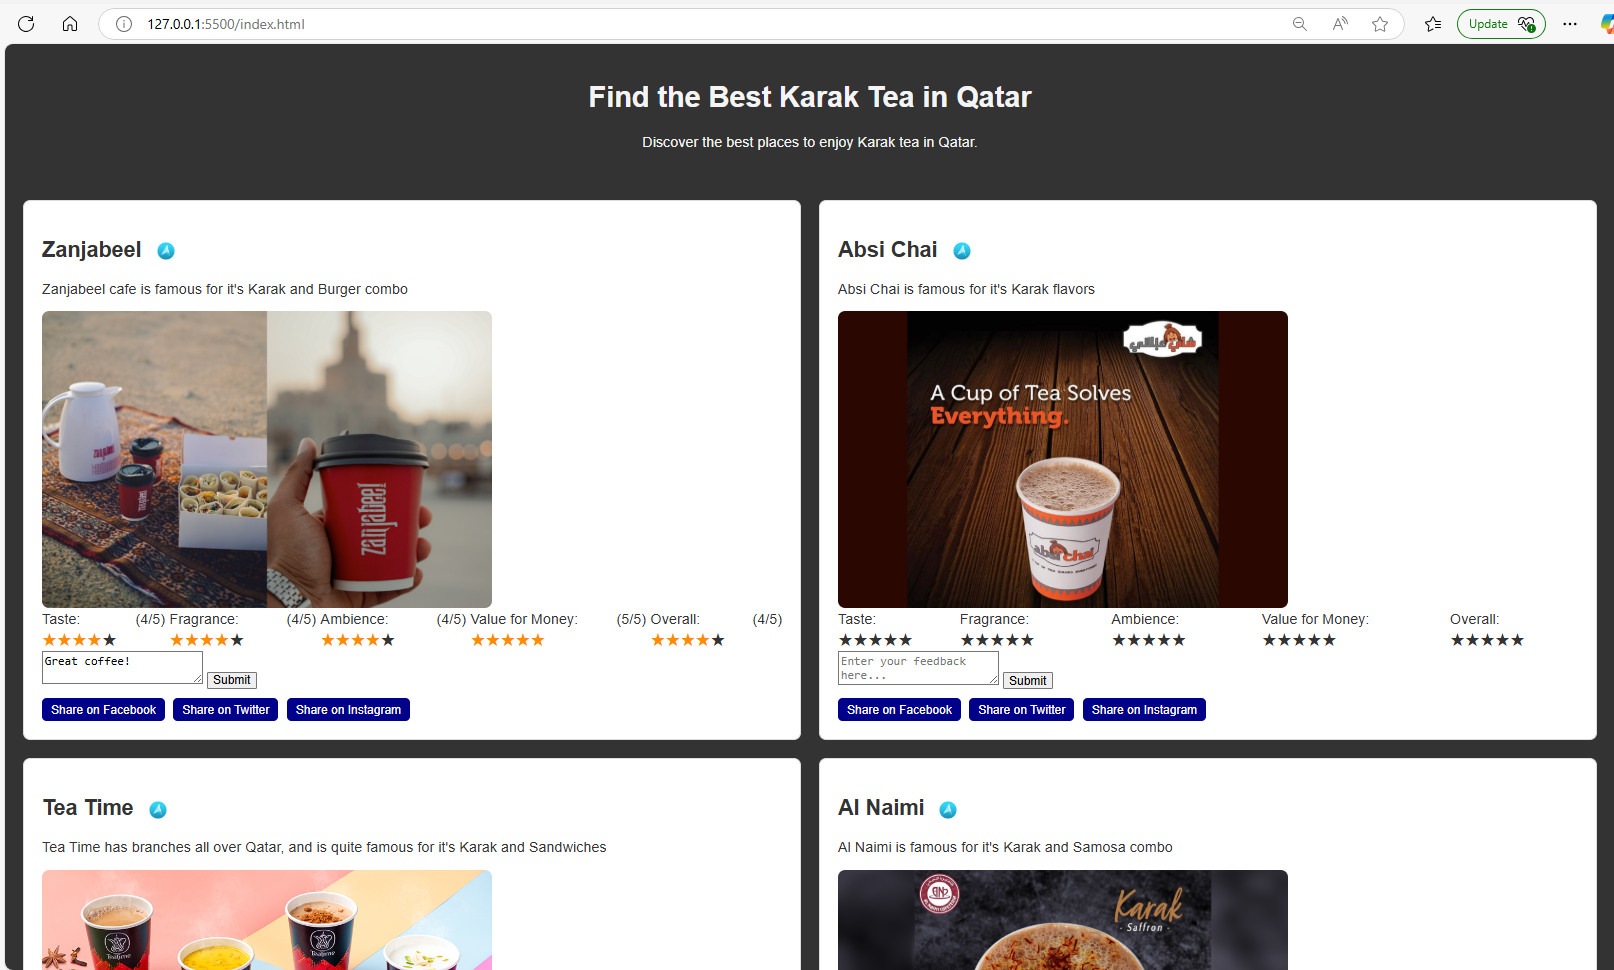 127.0.0.1:5500/index.html
Update
Find the Best Karak Tea in Qatar
Discover the best places to enjoy Karak tea in Qatar.
Zanjabeel
Zanjabeel cafe is famous for it's Karak and Burger combo
zanjabeel
Taste: (4/5) Fragrance: (4/5) Ambience: (4/5) Value for Money: (5/5) Overall: (4/5)
★★★★★ ★★★★★ ★★★★★ ★★★★★ ★★★★★
Great coffee!
Submit
Share on Facebook Share on Twitter Share on Instagram
Absi Chai
Absi Chai is famous for it's Karak flavors
A Cup of Tea Solves
Everything.
absi chai
Taste: Fragrance: Ambience: Value for Money: Overall:
★★★★★ ★★★★★ ★★★★★ ★★★★★ ★★★★★
Enter your feedback
here...
Submit
Share on Facebook Share on Twitter Share on Instagram
Tea Time
Tea Time has branches all over Qatar, and is quite famous for it's Karak and Sandwiches
Teatime
Teatime
Al Naimi
Al Naimi is famous for it's Karak and Samosa combo
Karak
- Saffron -